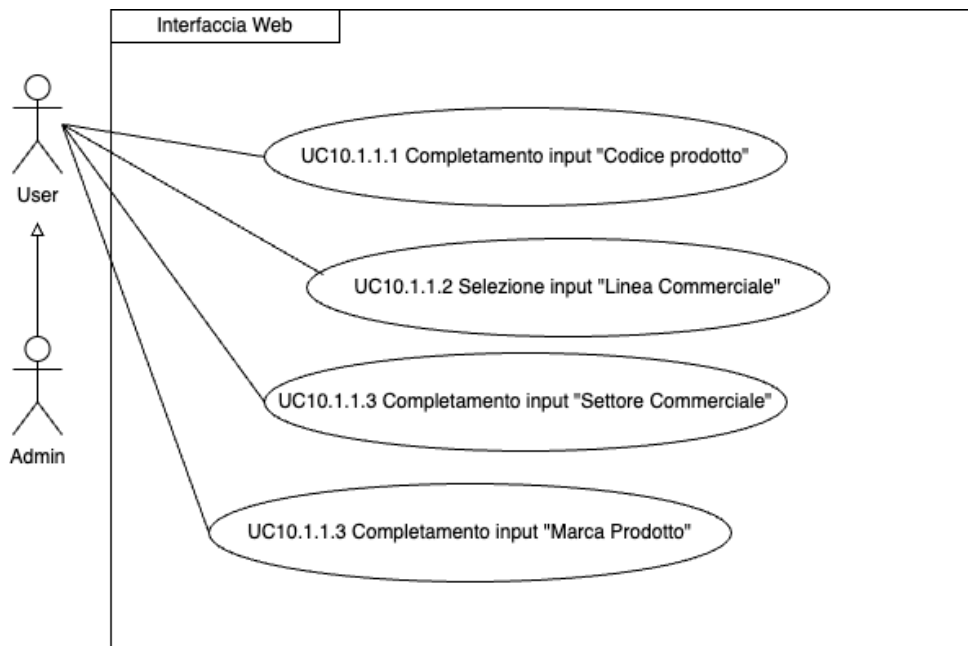 Interfaccia Web
User
UC10.1.1.1 Completamento input "Codice prodotto"
UC10.1.1.2 Selezione input "Linea Commerciale"
UC10.1.1.3 Completamento input "Settore Commerciale"
Admin
UC10.1.1.3 Completamento input "Marca Prodotto"